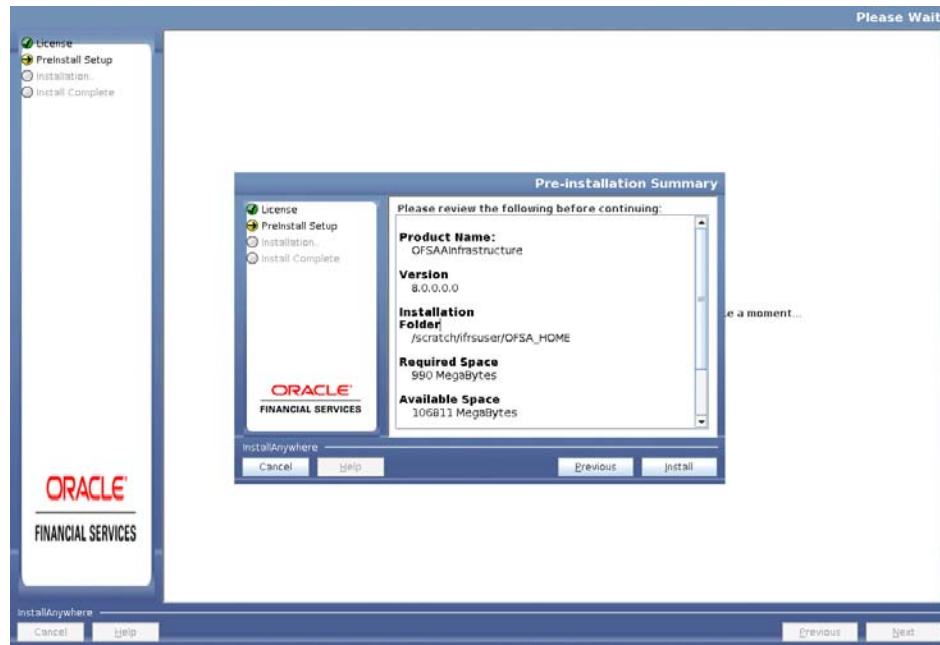 Please Wait
License
PreInstall Setup
Installation..
Install Complete
Pre-installation Summary
License
PreInstall Setup
Installation..
Install Complete
Please review the following before continuing:
Product Name:
OFSAAInfrastructure
Version
8.0.0.0.0
Installation
Folder
/scratch/ifrsuser/OFSA_HOME
Required Space
990 MegaBytes
Available Space
106811 MegaBytes
ORACLE
FINANCIAL SERVICES
InstallAnywhere
Cancel
Help
Previous
Install
a moment...
ORACLE
FINANCIAL SERVICES
InstallAnywhere
Cancel
Help
Previous
Next